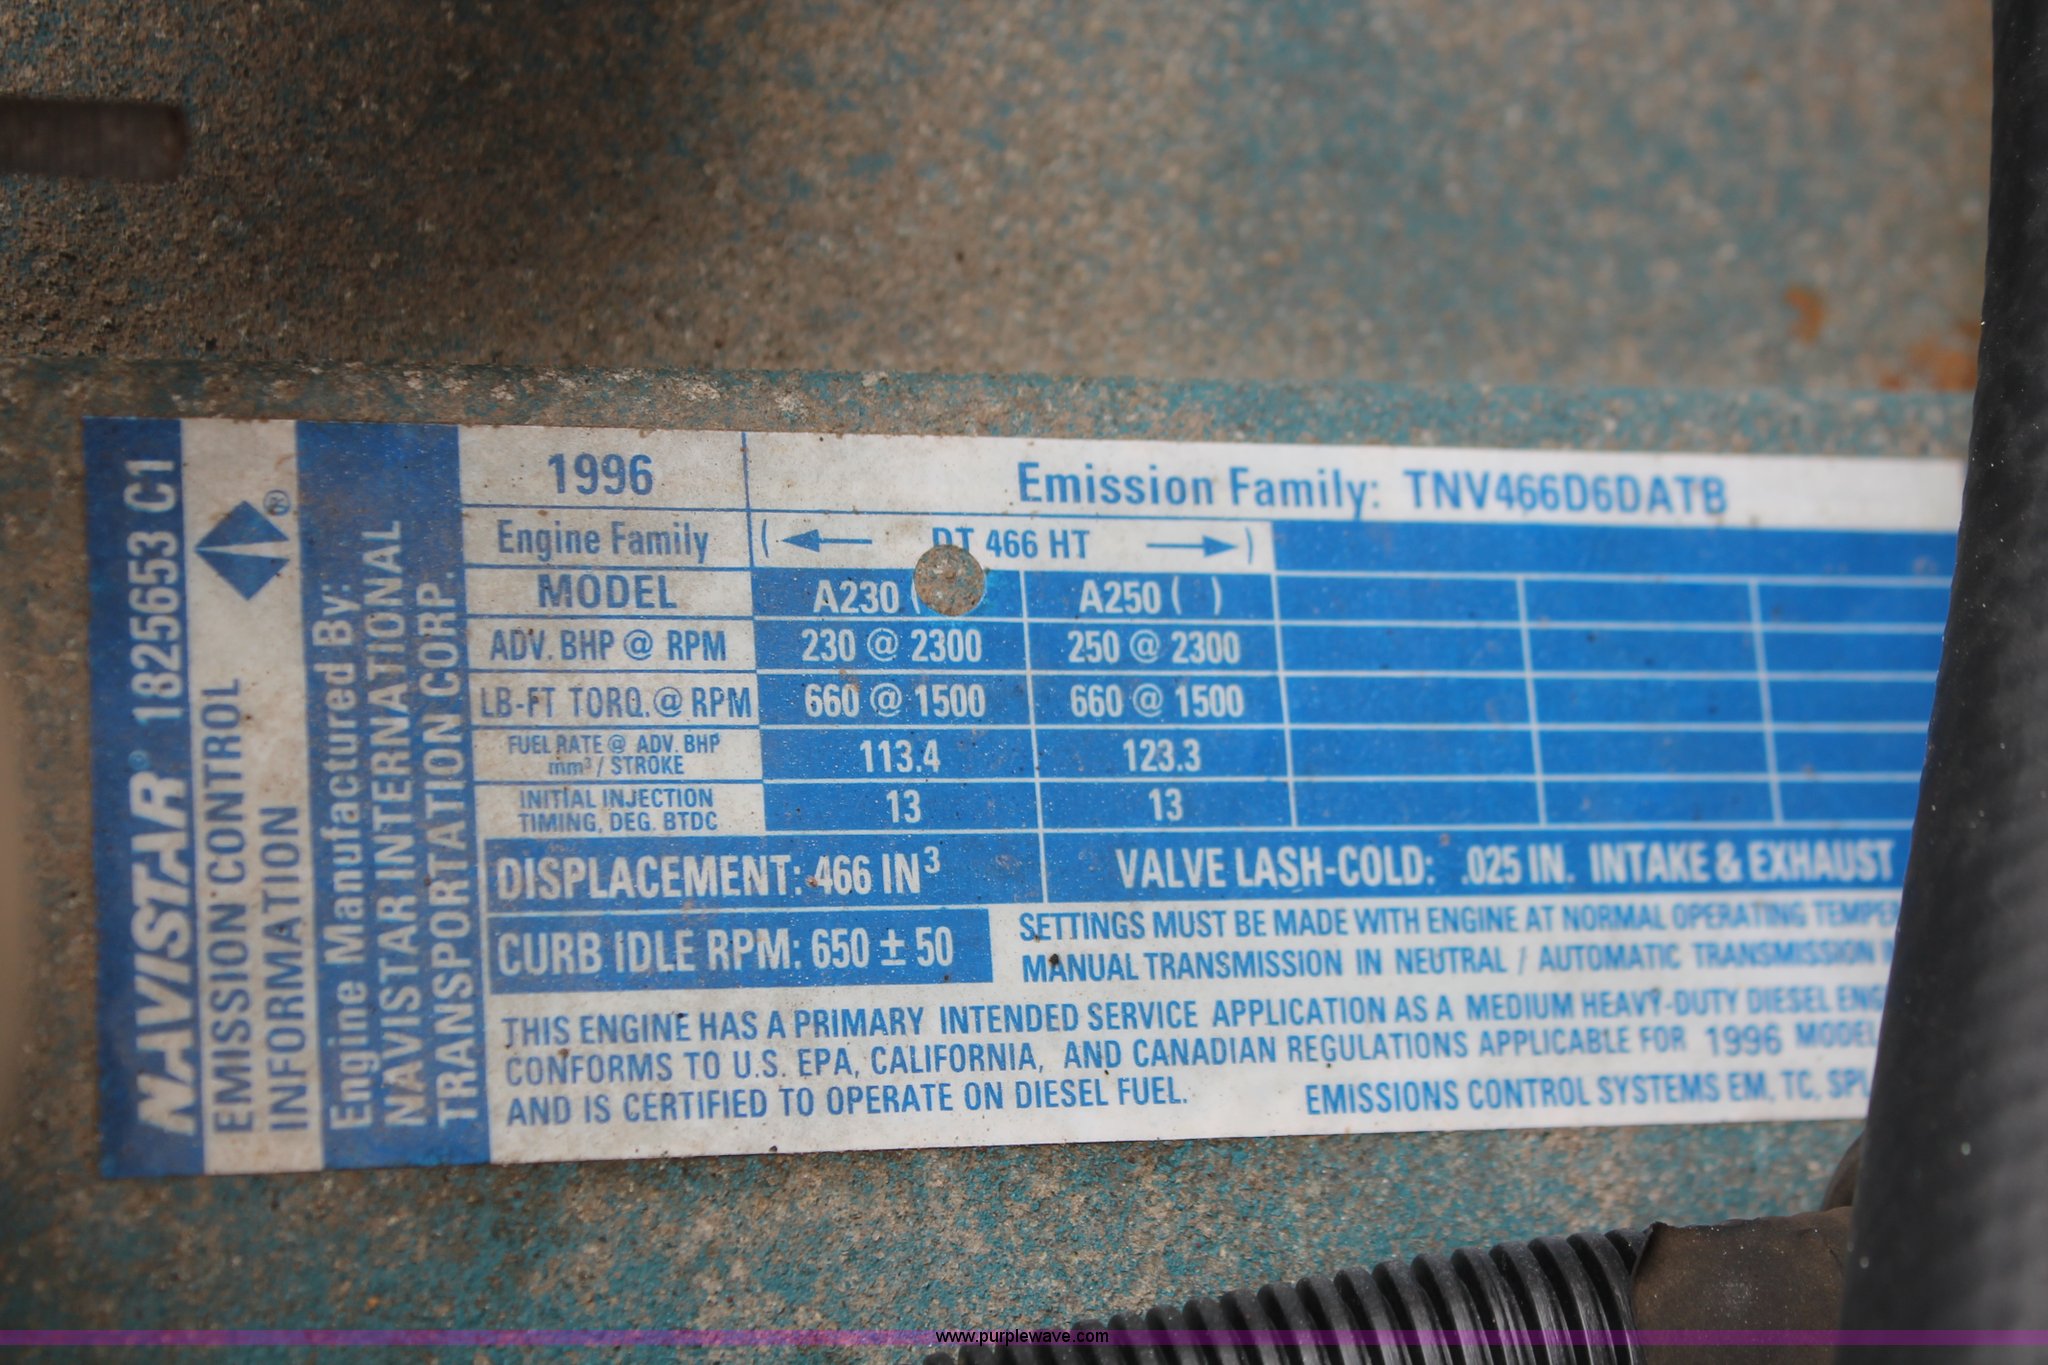 NAVISTAR® 1825653 C1
EMISSION CONTROL
INFORMATION
®
Engine Manufactured By:
NAVISTAR INTERNATIONAL
TRANSPORTATION CORP.
1996 Emission Family: TNV466D6DATB
Engine Family (← DT 466 HT →)
MODEL A230 ( A250 ( )
ADV. BHP @ RPM 230 @ 2300 250 @ 2300
LB-FT TORQ. @ RPM 660 @ 1500 660 @ 1500
FUEL RATE @ ADV. BHP
mm³ / STROKE 113.4 123.3
INITIAL INJECTION
TIMING, DEG. BTDC 13 13
DISPLACEMENT: 466 IN³ VALVE LASH-COLD: .025 IN. INTAKE & EXHAUST
CURB IDLE RPM: 650 ± 50
SETTINGS MUST BE MADE WITH ENGINE AT NORMAL OPERATING
MANUAL TRANSMISSION IN NEUTRAL / AUTOMATIC TRANSMISSION
THIS ENGINE HAS A PRIMARY INTENDED SERVICE APPLICATION AS A MEDIUM HEAVY-DUTY DIESEL
CONFORMS TO U.S. EPA, CALIFORNIA, AND CANADIAN REGULATIONS APPLICABLE FOR 1996 MODEL
AND IS CERTIFIED TO OPERATE ON DIESEL FUEL. EMISSIONS CONTROL SYSTEMS EM, TC, SPL
www.purplewave.com